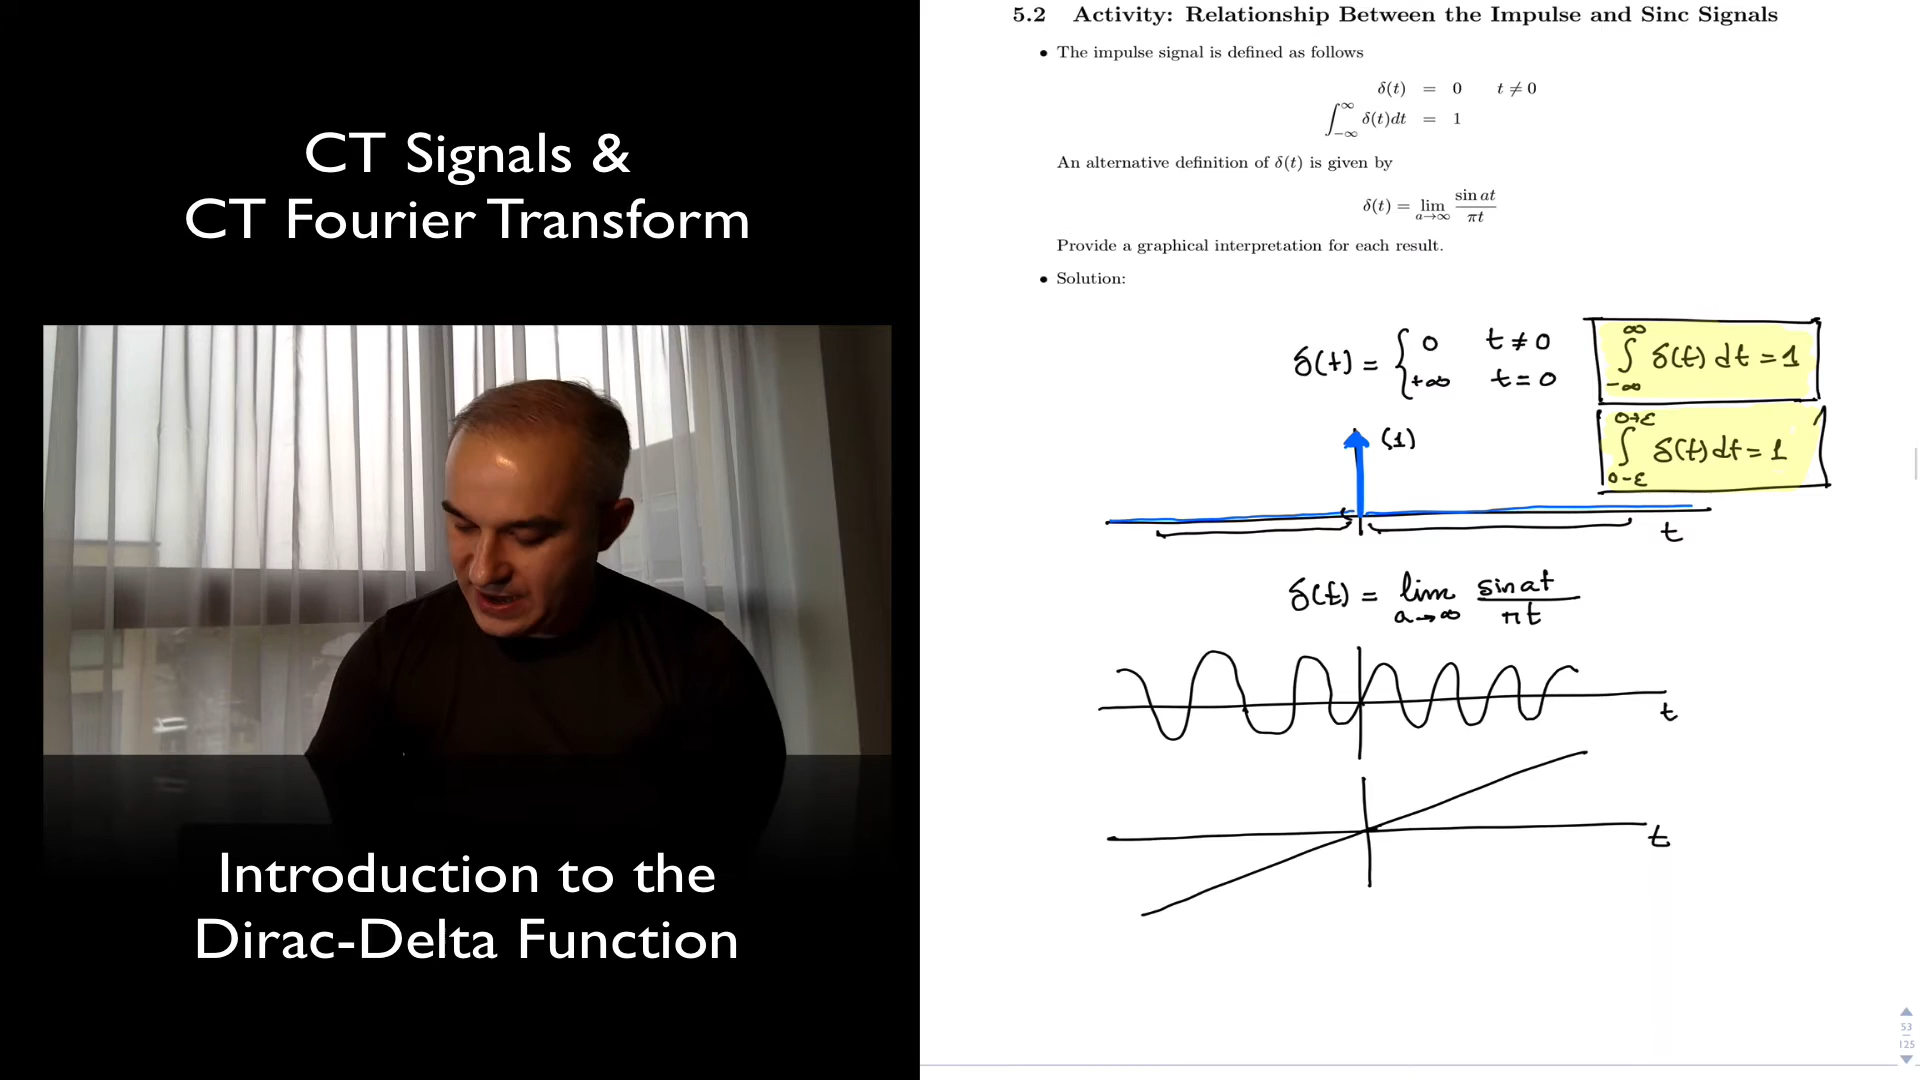 CT Signals &
CT Fourier Transform
Introduction to the
Dirac-Delta Function
5.2 Activity: Relationship Between the Impulse and Sinc Signals
• The impulse signal is defined as follows
δ(t) = 0 t ≠ 0
∫_{-∞}^{∞} δ(t)dt = 1
An alternative definition of δ(t) is given by
δ(t) = lim_{a→∞} sin at / πt
Provide a graphical interpretation for each result.
• Solution:
δ(t) = { 0 t ≠ 0
+∞ t = 0
∫_{-∞}^{∞} δ(t) dt = 1
∫_{0-ε}^{0+ε} δ(t) dt = 1
(1)
t
δ(t) = lim_{a→∞} sin at / πt
t
t
53
125